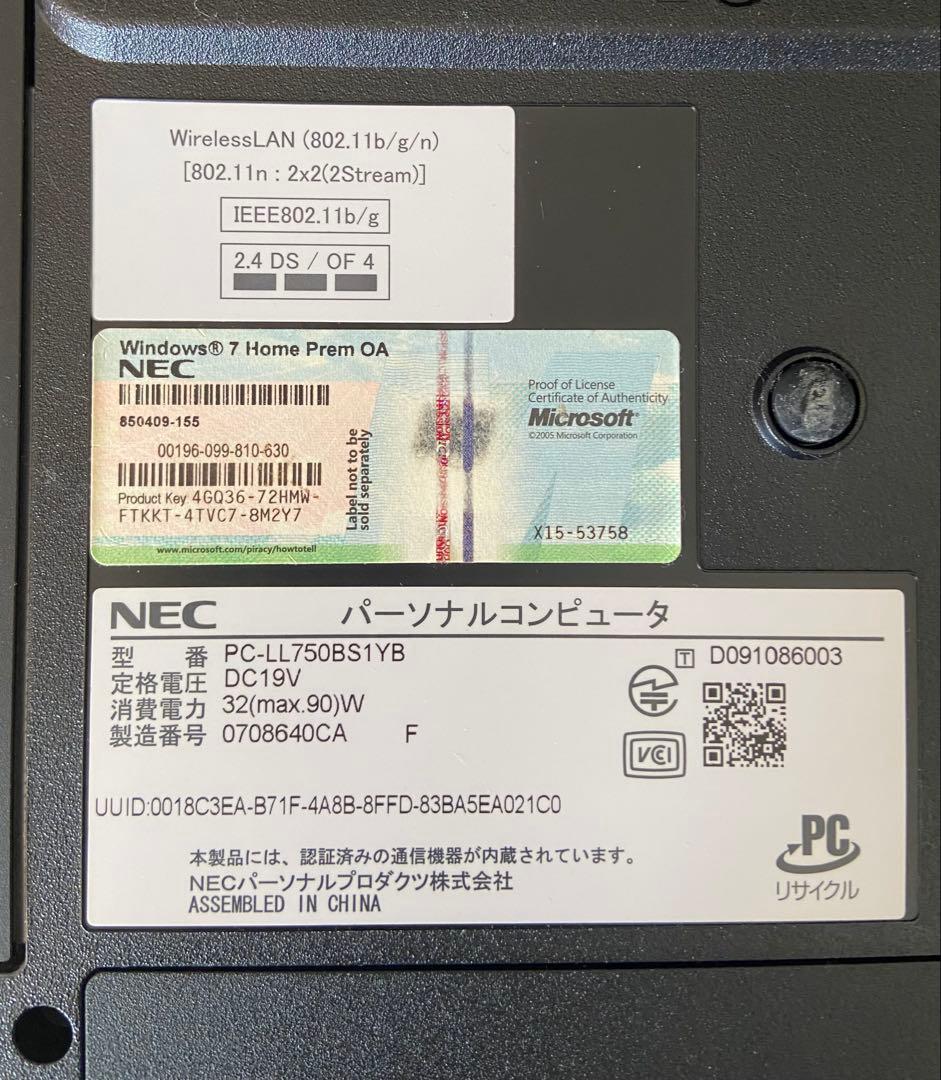 WirelessLAN (802.11b/g/n)
[802.11n : 2x2(2Stream)]
IEEE802.11b/g
2.4 DS / OF 4
Windows® 7 Home Prem OA
NEC
850409-155
00196-099-810-630
Product Key 4GQ36-72HMW-
FTKKT-4TVC7-8M2Y7
www.microsoft.com/piracy/howtotell
Label not to be
sold separately
Proof of License
Certificate of Authenticity
Microsoft®
©2005 Microsoft Corporation
X15-53758
NEC パーソナルコンピュータ
型 番 PC-LL750BS1YB
定格電圧 DC19V
消費電力 32(max.90)W
製造番号 0708640CA F
T D091086003
VCCI
UUID:0018C3EA-B71F-4A8B-8FFD-83BA5EA021C0
本製品には、認証済みの通信機器が内蔵されています。
NECパーソナルプロダクツ株式会社
ASSEMBLED IN CHINA
PC
リサイクル